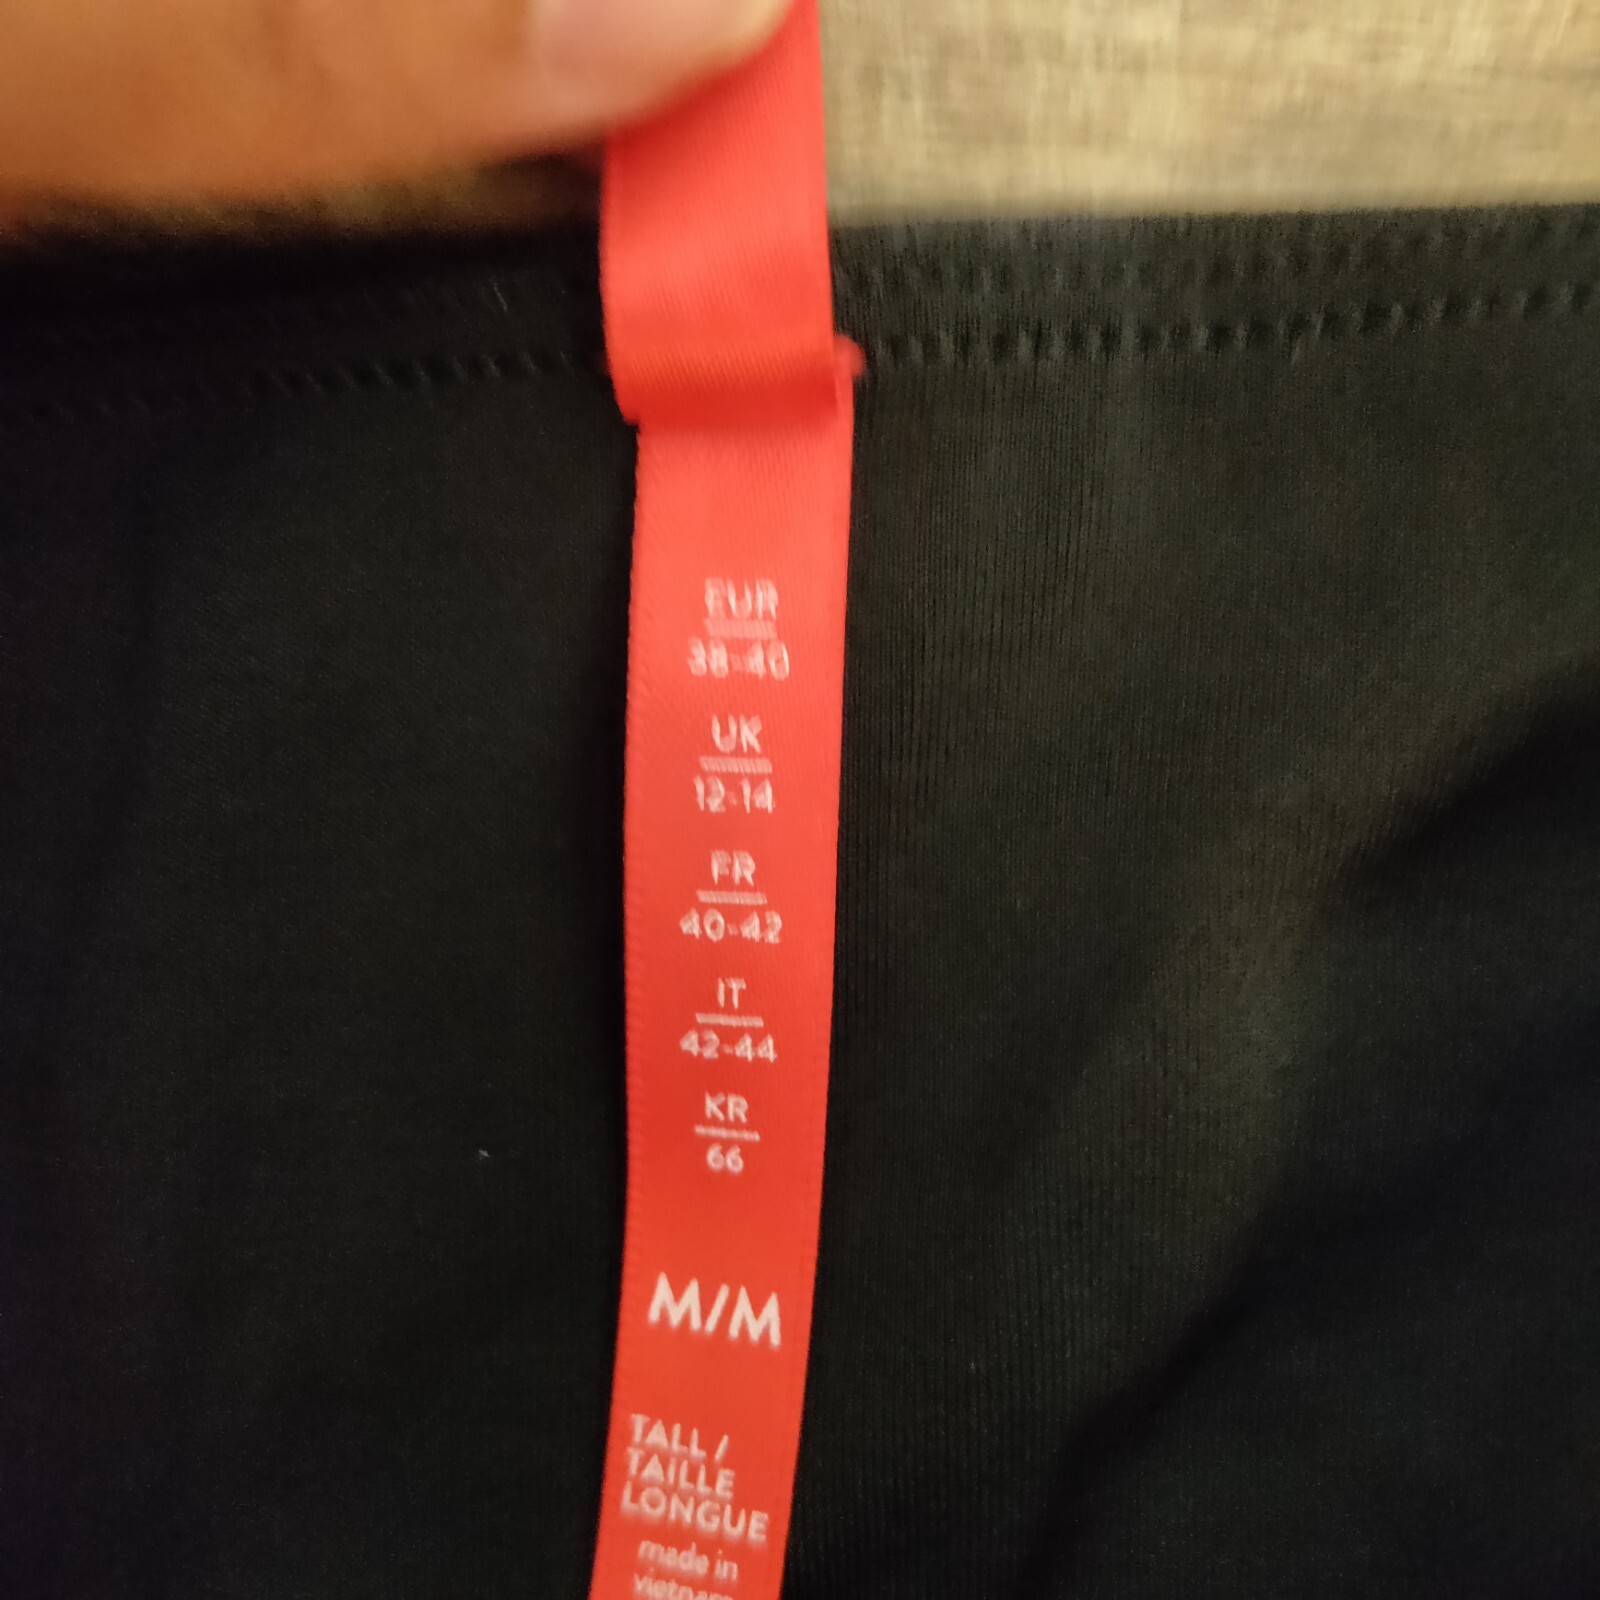 EUR
38-40
UK
12-14
FR
40-42
IT
42-44
KR
66
M/M
TALL /
TAILLE
LONGUE
made in
vietnam